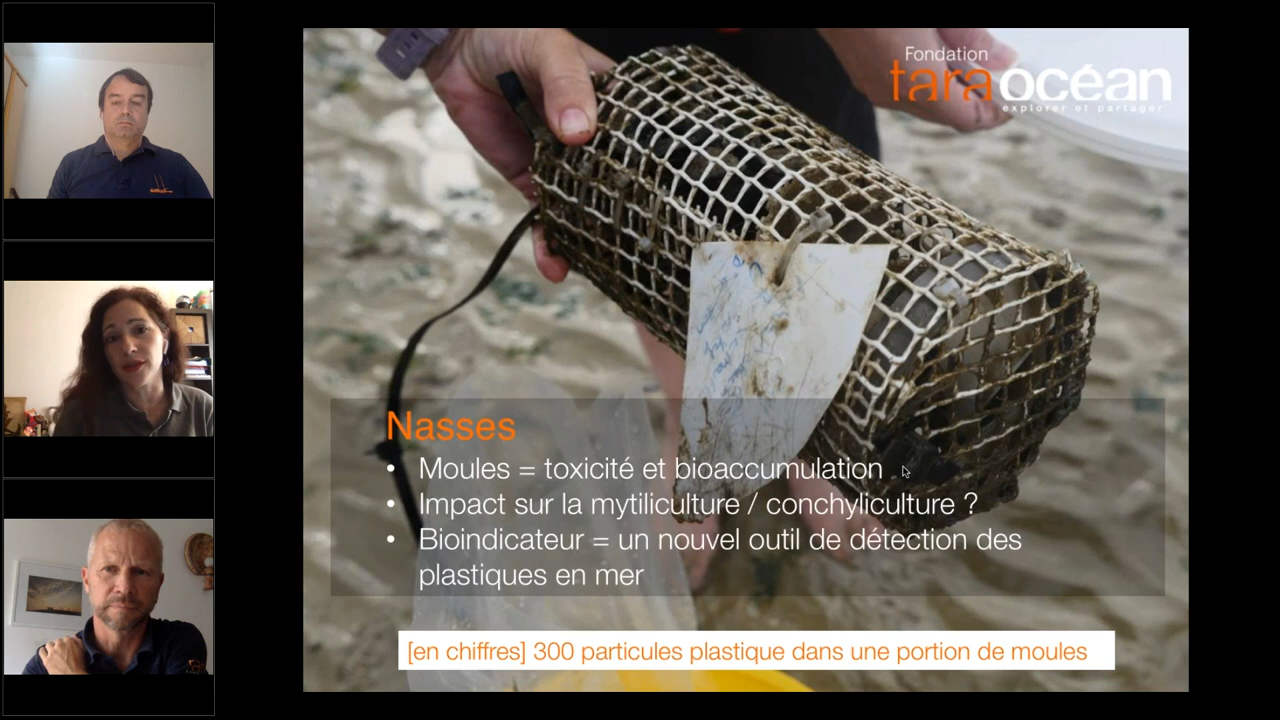 Fondation
tara océan
explorer et partager
Nasses
• Moules = toxicité et bioaccumulation
• Impact sur la mytiliculture / conchyliculture ?
• Bioindicateur = un nouvel outil de détection des
plastiques en mer
[en chiffres] 300 particules plastique dans une portion de moules